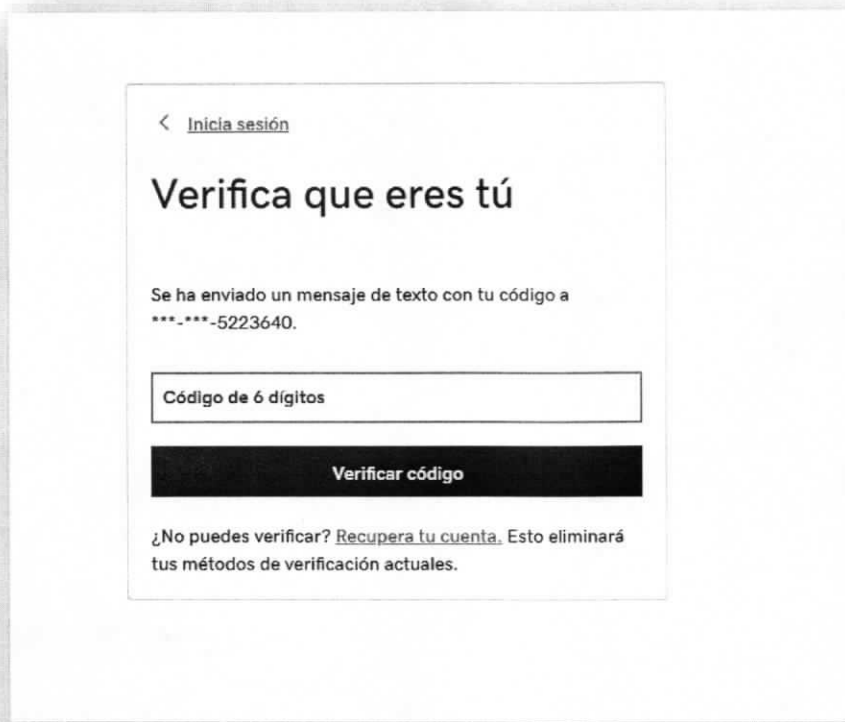 Inicia sesión
Verifica que eres tú
Se ha enviado un mensaje de texto con tu código a
***-***-5223640.
Código de 6 dígitos
Verificar código
¿No puedes verificar? Recupera tu cuenta. Esto eliminará
tus métodos de verificación actuales.